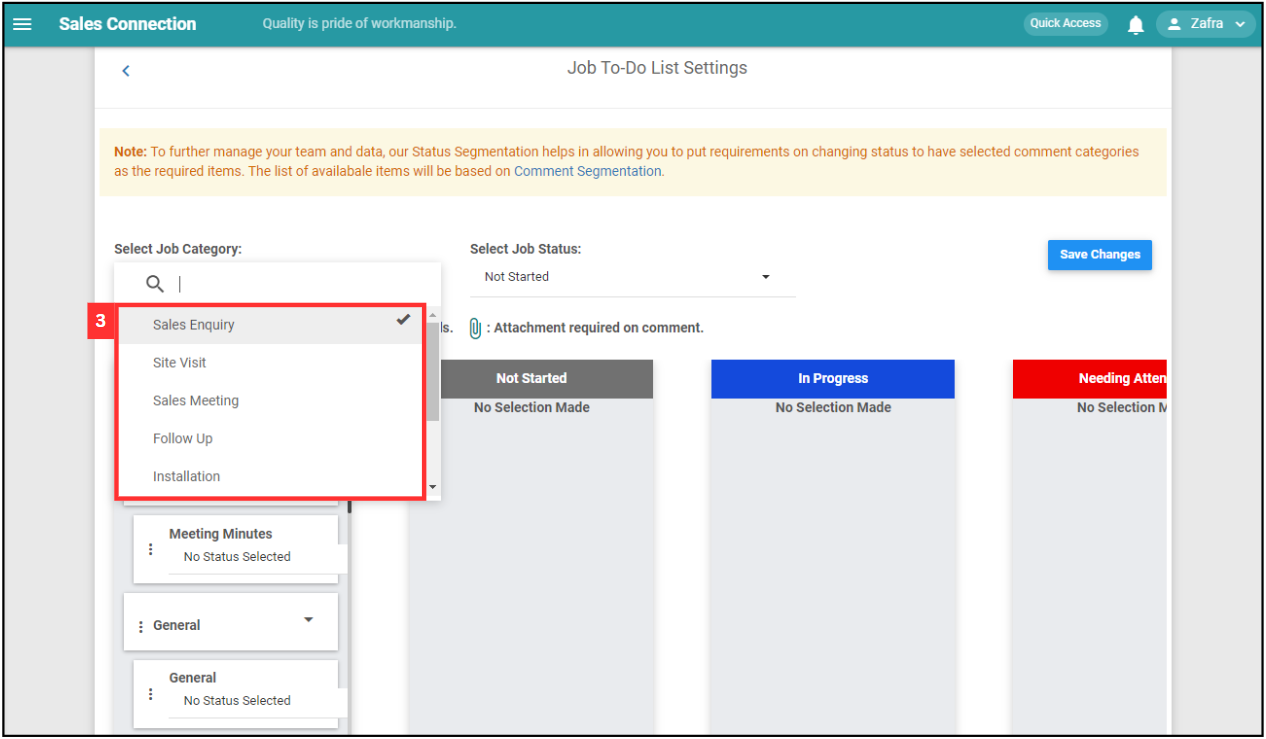 Sales Connection
Quality is pride of workmanship.
Quick Access
Zafra
Job To-Do List Settings
Note: To further manage your team and data, our Status Segmentation helps in allowing you to put requirements on changing status to have selected comment categories
as the required items. The list of availabale items will be based on Comment Segmentation.
Select Job Category:
Select Job Status:
Not Started
Save Changes
3
Sales Enquiry
Site Visit
Sales Meeting
Follow Up
Installation
ls.
: Attachment required on comment.
Not Started
No Selection Made
In Progress
No Selection Made
Needing Atten
No Selection M
Meeting Minutes
No Status Selected
General
General
No Status Selected